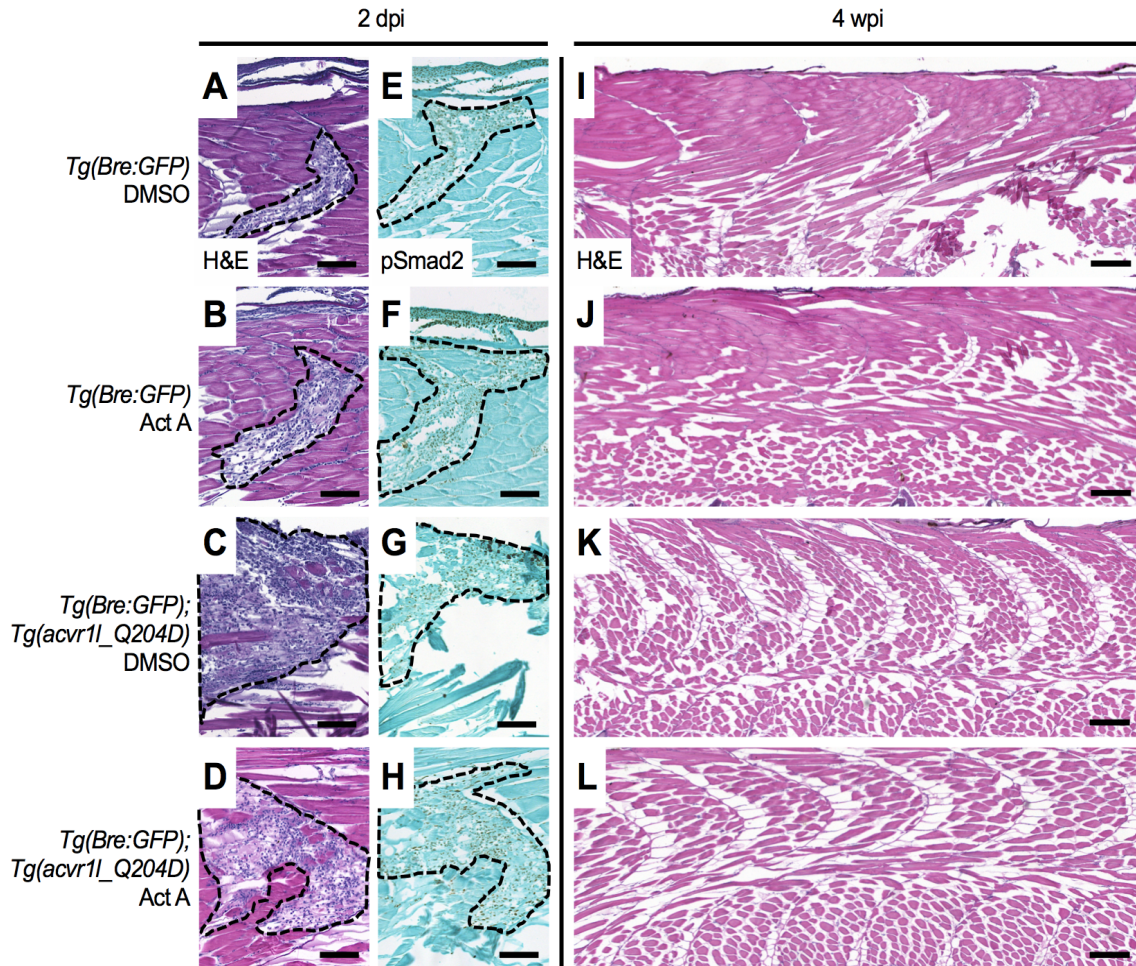 2 dpi
4 wpi
A
E
I
Tg(Bre:GFP)
DMSO
H&E
pSmad2
H&E
B
F
J
Tg(Bre:GFP)
Act A
C
G
K
Tg(Bre:GFP);
Tg(acvr1l_Q204D)
DMSO
D
H
L
Tg(Bre:GFP);
Tg(acvr1l_Q204D)
Act A